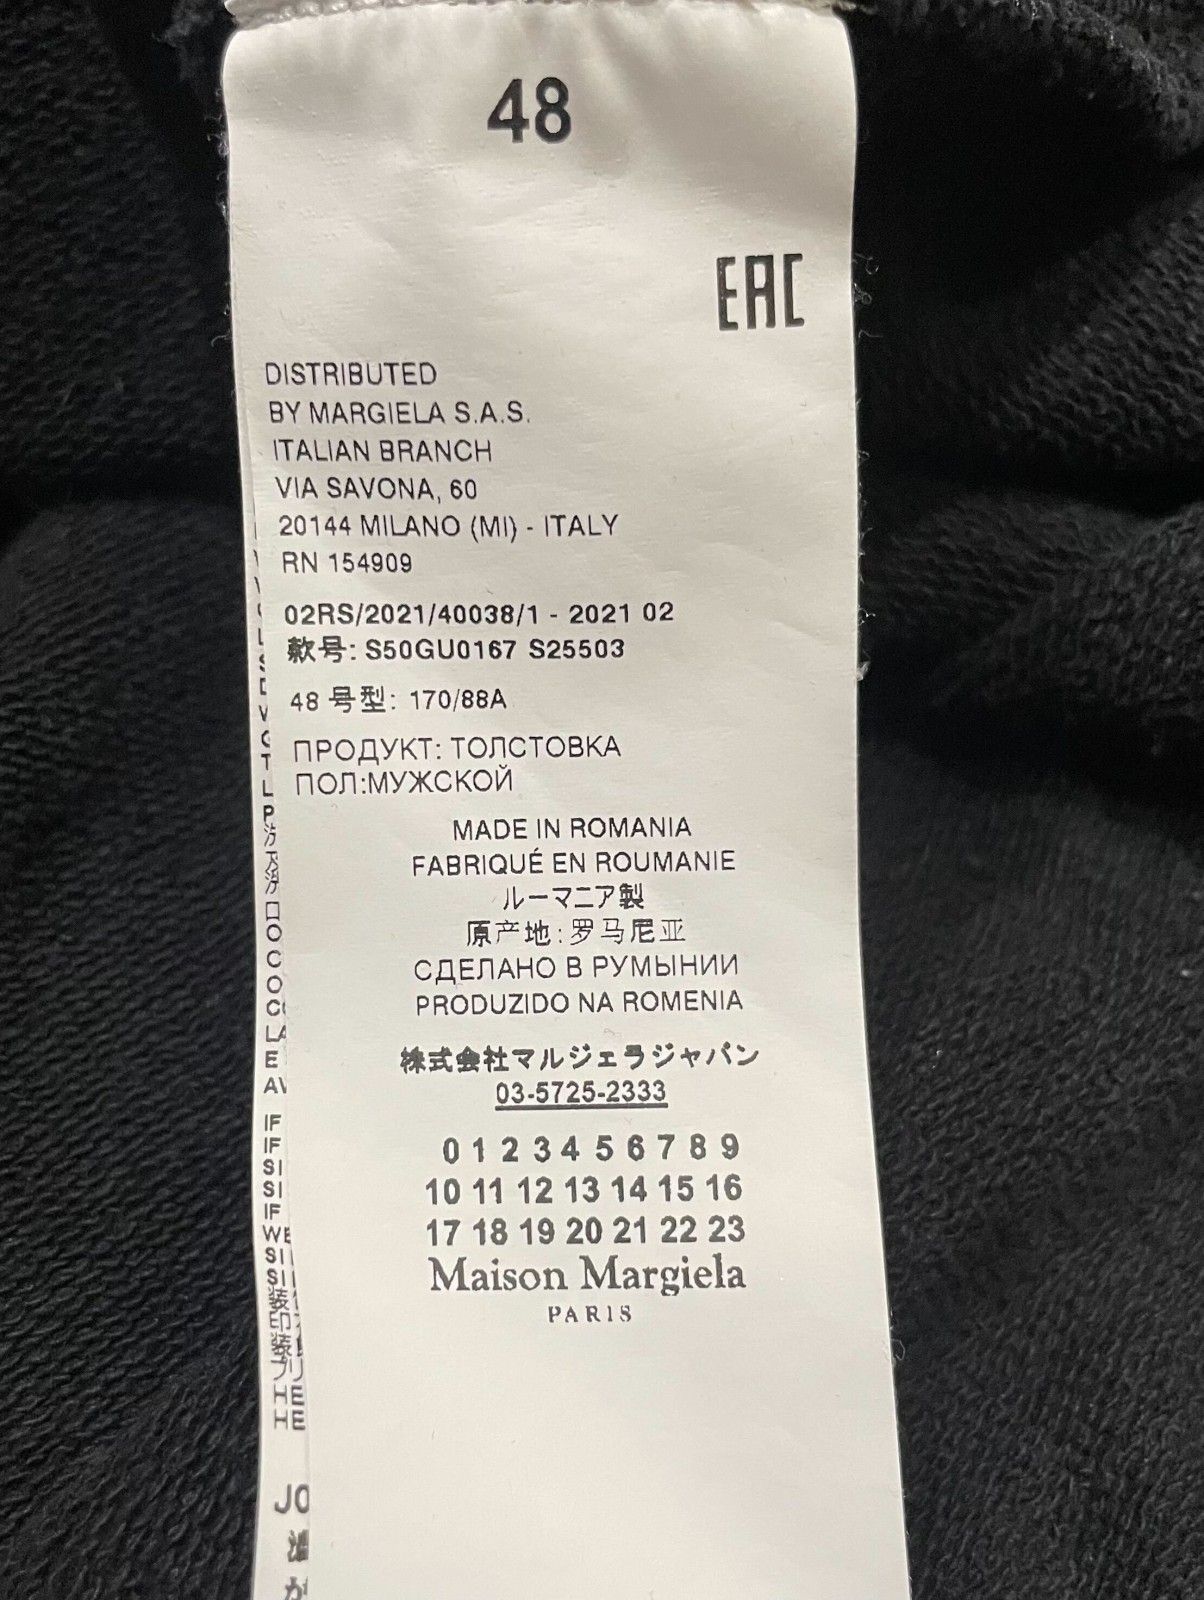 48
EAC
DISTRIBUTED
BY MARGIELA S.A.S.
ITALIAN BRANCH
VIA SAVONA, 60
20144 MILANO (MI) - ITALY
RN 154909
02RS/2021/40038/1 - 2021 02
款号: S50GU0167 S25503
48 号型: 170/88A
ПРОДУКТ: ТОЛСТОВКА
ПОЛ:МУЖСКОЙ
MADE IN ROMANIA
FABRIQUÉ EN ROUMANIE
ルーマニア製
原产地: 罗马尼亚
СДЕЛАНО В РУМЫНИИ
PRODUZIDO NA ROMENIA
株式会社マルジェラジャパン
03-5725-2333
0 1 2 3 4 5 6 7 8 9
10 11 12 13 14 15 16
17 18 19 20 21 22 23
Maison Margiela
PARIS